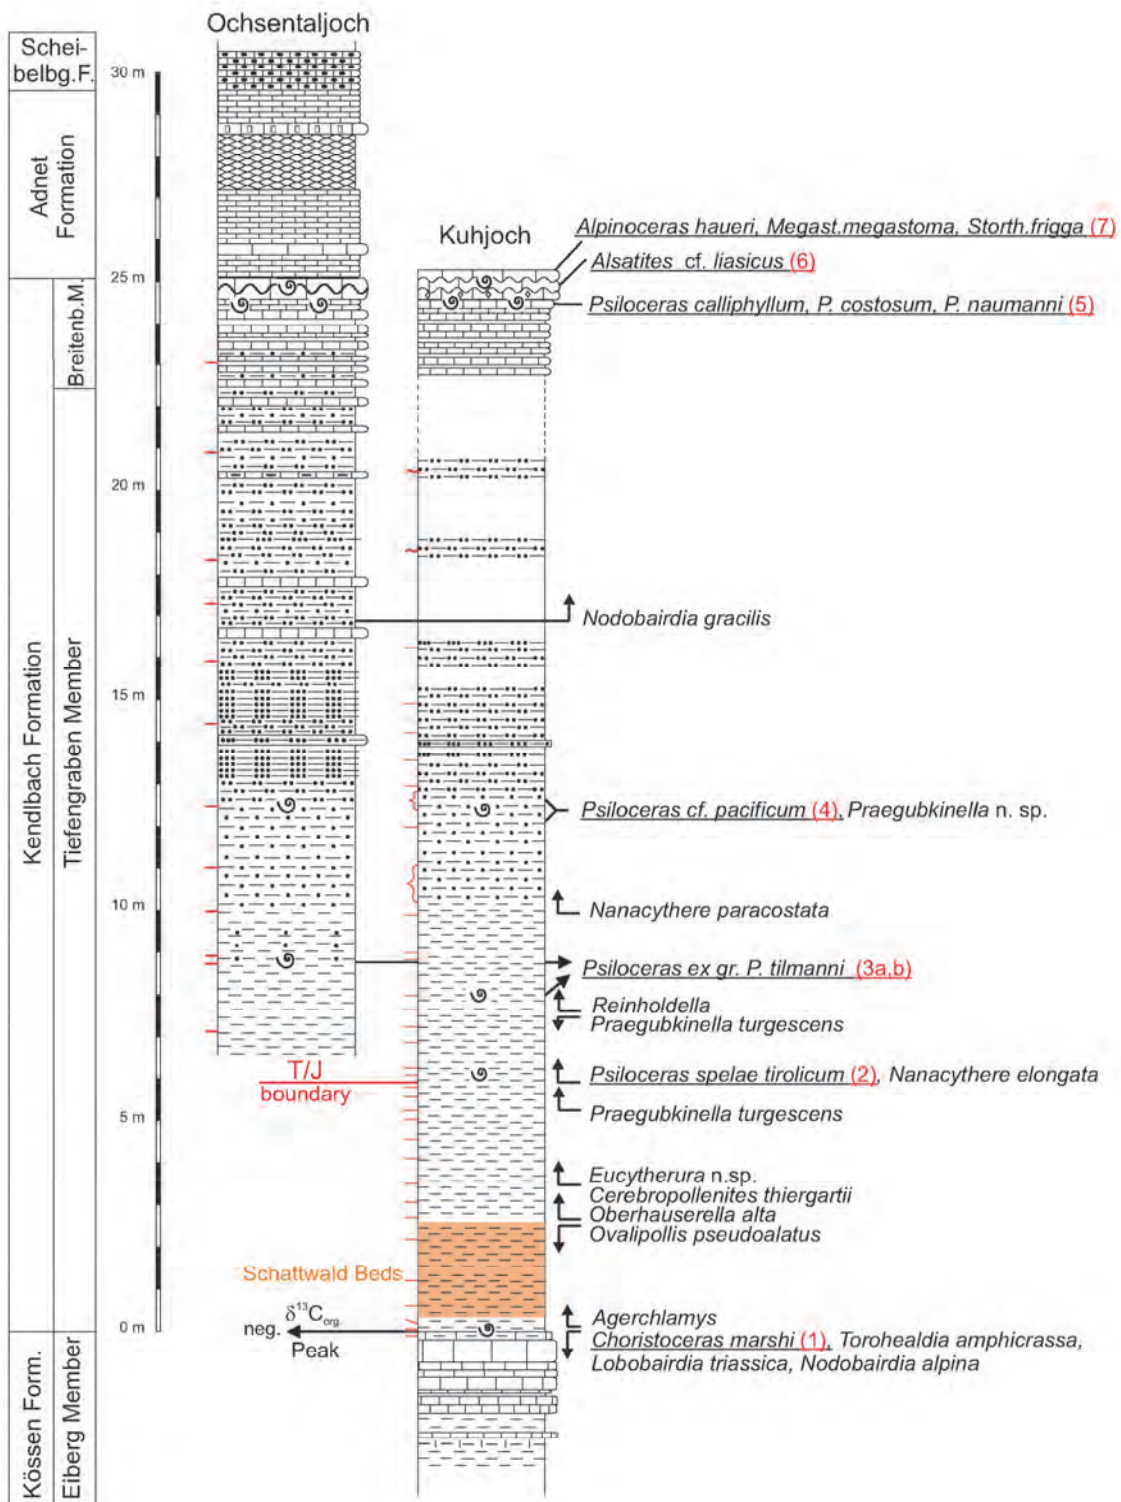 Ochsentaljoch
Schei-
belbg.F.
30 m
Adnet
Formation
Kuhjoch
Alpinoceras haueri, Megast.megastoma, Storth.frigga (7)
Alsatites cf. liasicus (6)
25 m
Psiloceras calliphyllum, P. costosum, P. naumanni (5)
Breitenb.M.
20 m
Nodobairdia gracilis
Kendlbach Formation
Tiefengraben Member
15 m
Psiloceras cf. pacificum (4), Praegubkinella n. sp.
10 m
Nanacythere paracostata
Psiloceras ex gr. P. tilmanni (3a,b)
Reinholdella
Praegubkinella turgescens
T/J
boundary
Psiloceras spelae tirolicum (2), Nanacythere elongata
5 m
Praegubkinella turgescens
Eucytherura n.sp.
Cerebropollenites thiergartii
Oberhauserella alta
Ovalipollis pseudoalatus
Schattwald Beds
δ¹³Corg.
neg.
Peak
0 m
Agerchlamys
Choristoceras marshi (1), Torohealdia amphicrassa,
Lobobairdia triassica, Nodobairdia alpina
Kössen Form.
Eiberg Member